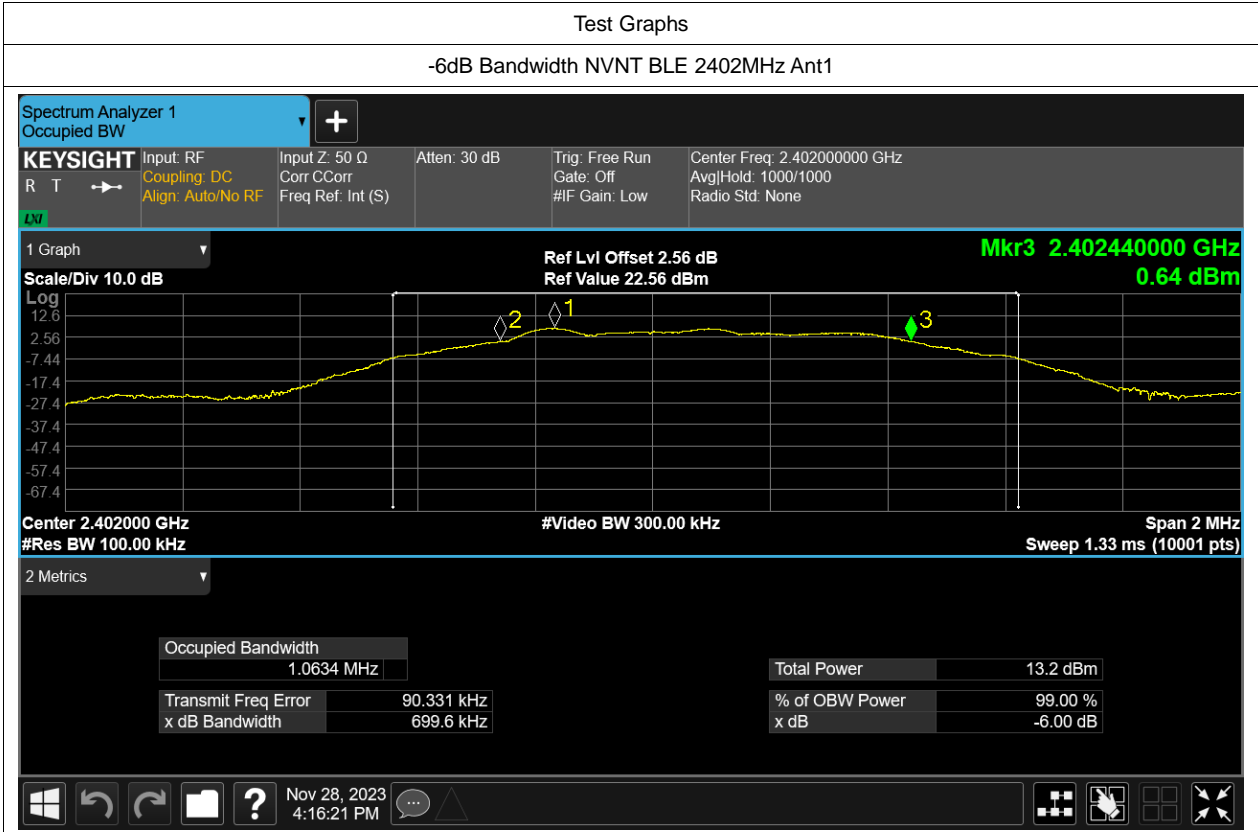 Test Graphs
-6dB Bandwidth NVNT BLE 2402MHz Ant1
Spectrum Analyzer 1
Occupied BW
KEYSIGHT
R T
LXI
Input: RF
Coupling: DC
Align: Auto/No RF
Input Z: 50 Ω
Corr CCorr
Freq Ref: Int (S)
Atten: 30 dB
Trig: Free Run
Gate: Off
#IF Gain: Low
Center Freq: 2.402000000 GHz
Avg|Hold: 1000/1000
Radio Std: None
1 Graph
Scale/Div 10.0 dB
Ref Lvl Offset 2.56 dB
Ref Value 22.56 dBm
Mkr3 2.402440000 GHz
0.64 dBm
Log
12.6
2.56
-7.44
-17.4
-27.4
-37.4
-47.4
-57.4
-67.4
2
1
3
Center 2.402000 GHz
#Res BW 100.00 kHz
#Video BW 300.00 kHz
Span 2 MHz
Sweep 1.33 ms (10001 pts)
2 Metrics
Occupied Bandwidth
1.0634 MHz
Transmit Freq Error 90.331 kHz
x dB Bandwidth 699.6 kHz
Total Power 13.2 dBm
% of OBW Power 99.00 %
x dB -6.00 dB
?
Nov 28, 2023
4:16:21 PM